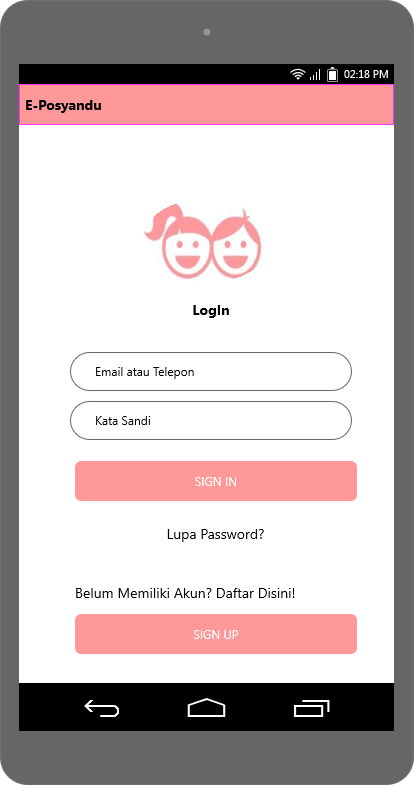 02:18 PM
E-Posyandu
LogIn
Email atau Telepon
Kata Sandi
SIGN IN
Lupa Password?
Belum Memiliki Akun? Daftar Disini!
SIGN UP